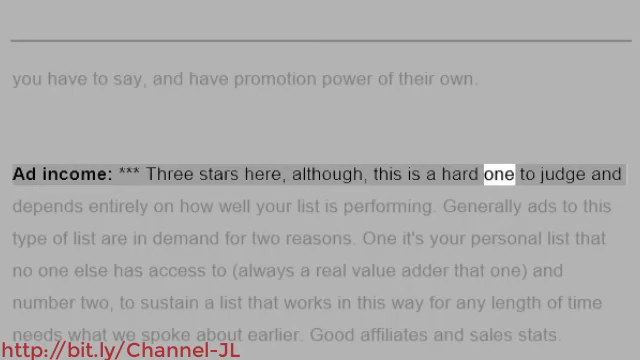 you have to say, and have promotion power of their own.
Ad income: *** Three stars here, although, this is a hard one to judge and
depends entirely on how well your list is performing. Generally ads to this
type of list are in demand for two reasons. One it's your personal list that
no one else has access to (always a real value adder that one) and
number two, to sustain a list that works in this way for any length of time
needs what we spoke about earlier. Good affiliates and sales stats.
http://bit.ly/Channel-JL